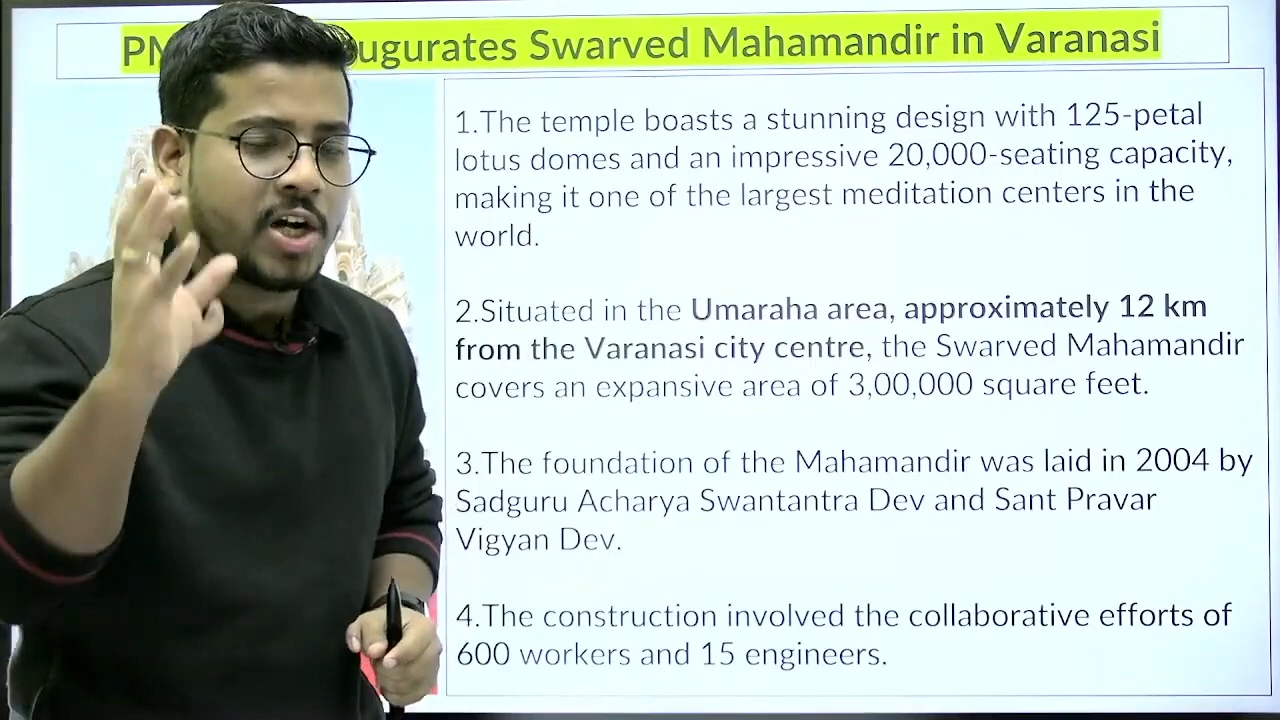 PM ugurates Swarved Mahamandir in Varanasi
1.The temple boasts a stunning design with 125-petal
lotus domes and an impressive 20,000-seating capacity,
making it one of the largest meditation centers in the
world.
2.Situated in the Umaraha area, approximately 12 km
from the Varanasi city centre, the Swarved Mahamandir
covers an expansive area of 3,00,000 square feet.
3.The foundation of the Mahamandir was laid in 2004 by
Sadguru Acharya Swantantra Dev and Sant Pravar
Vigyan Dev.
4.The construction involved the collaborative efforts of
600 workers and 15 engineers.